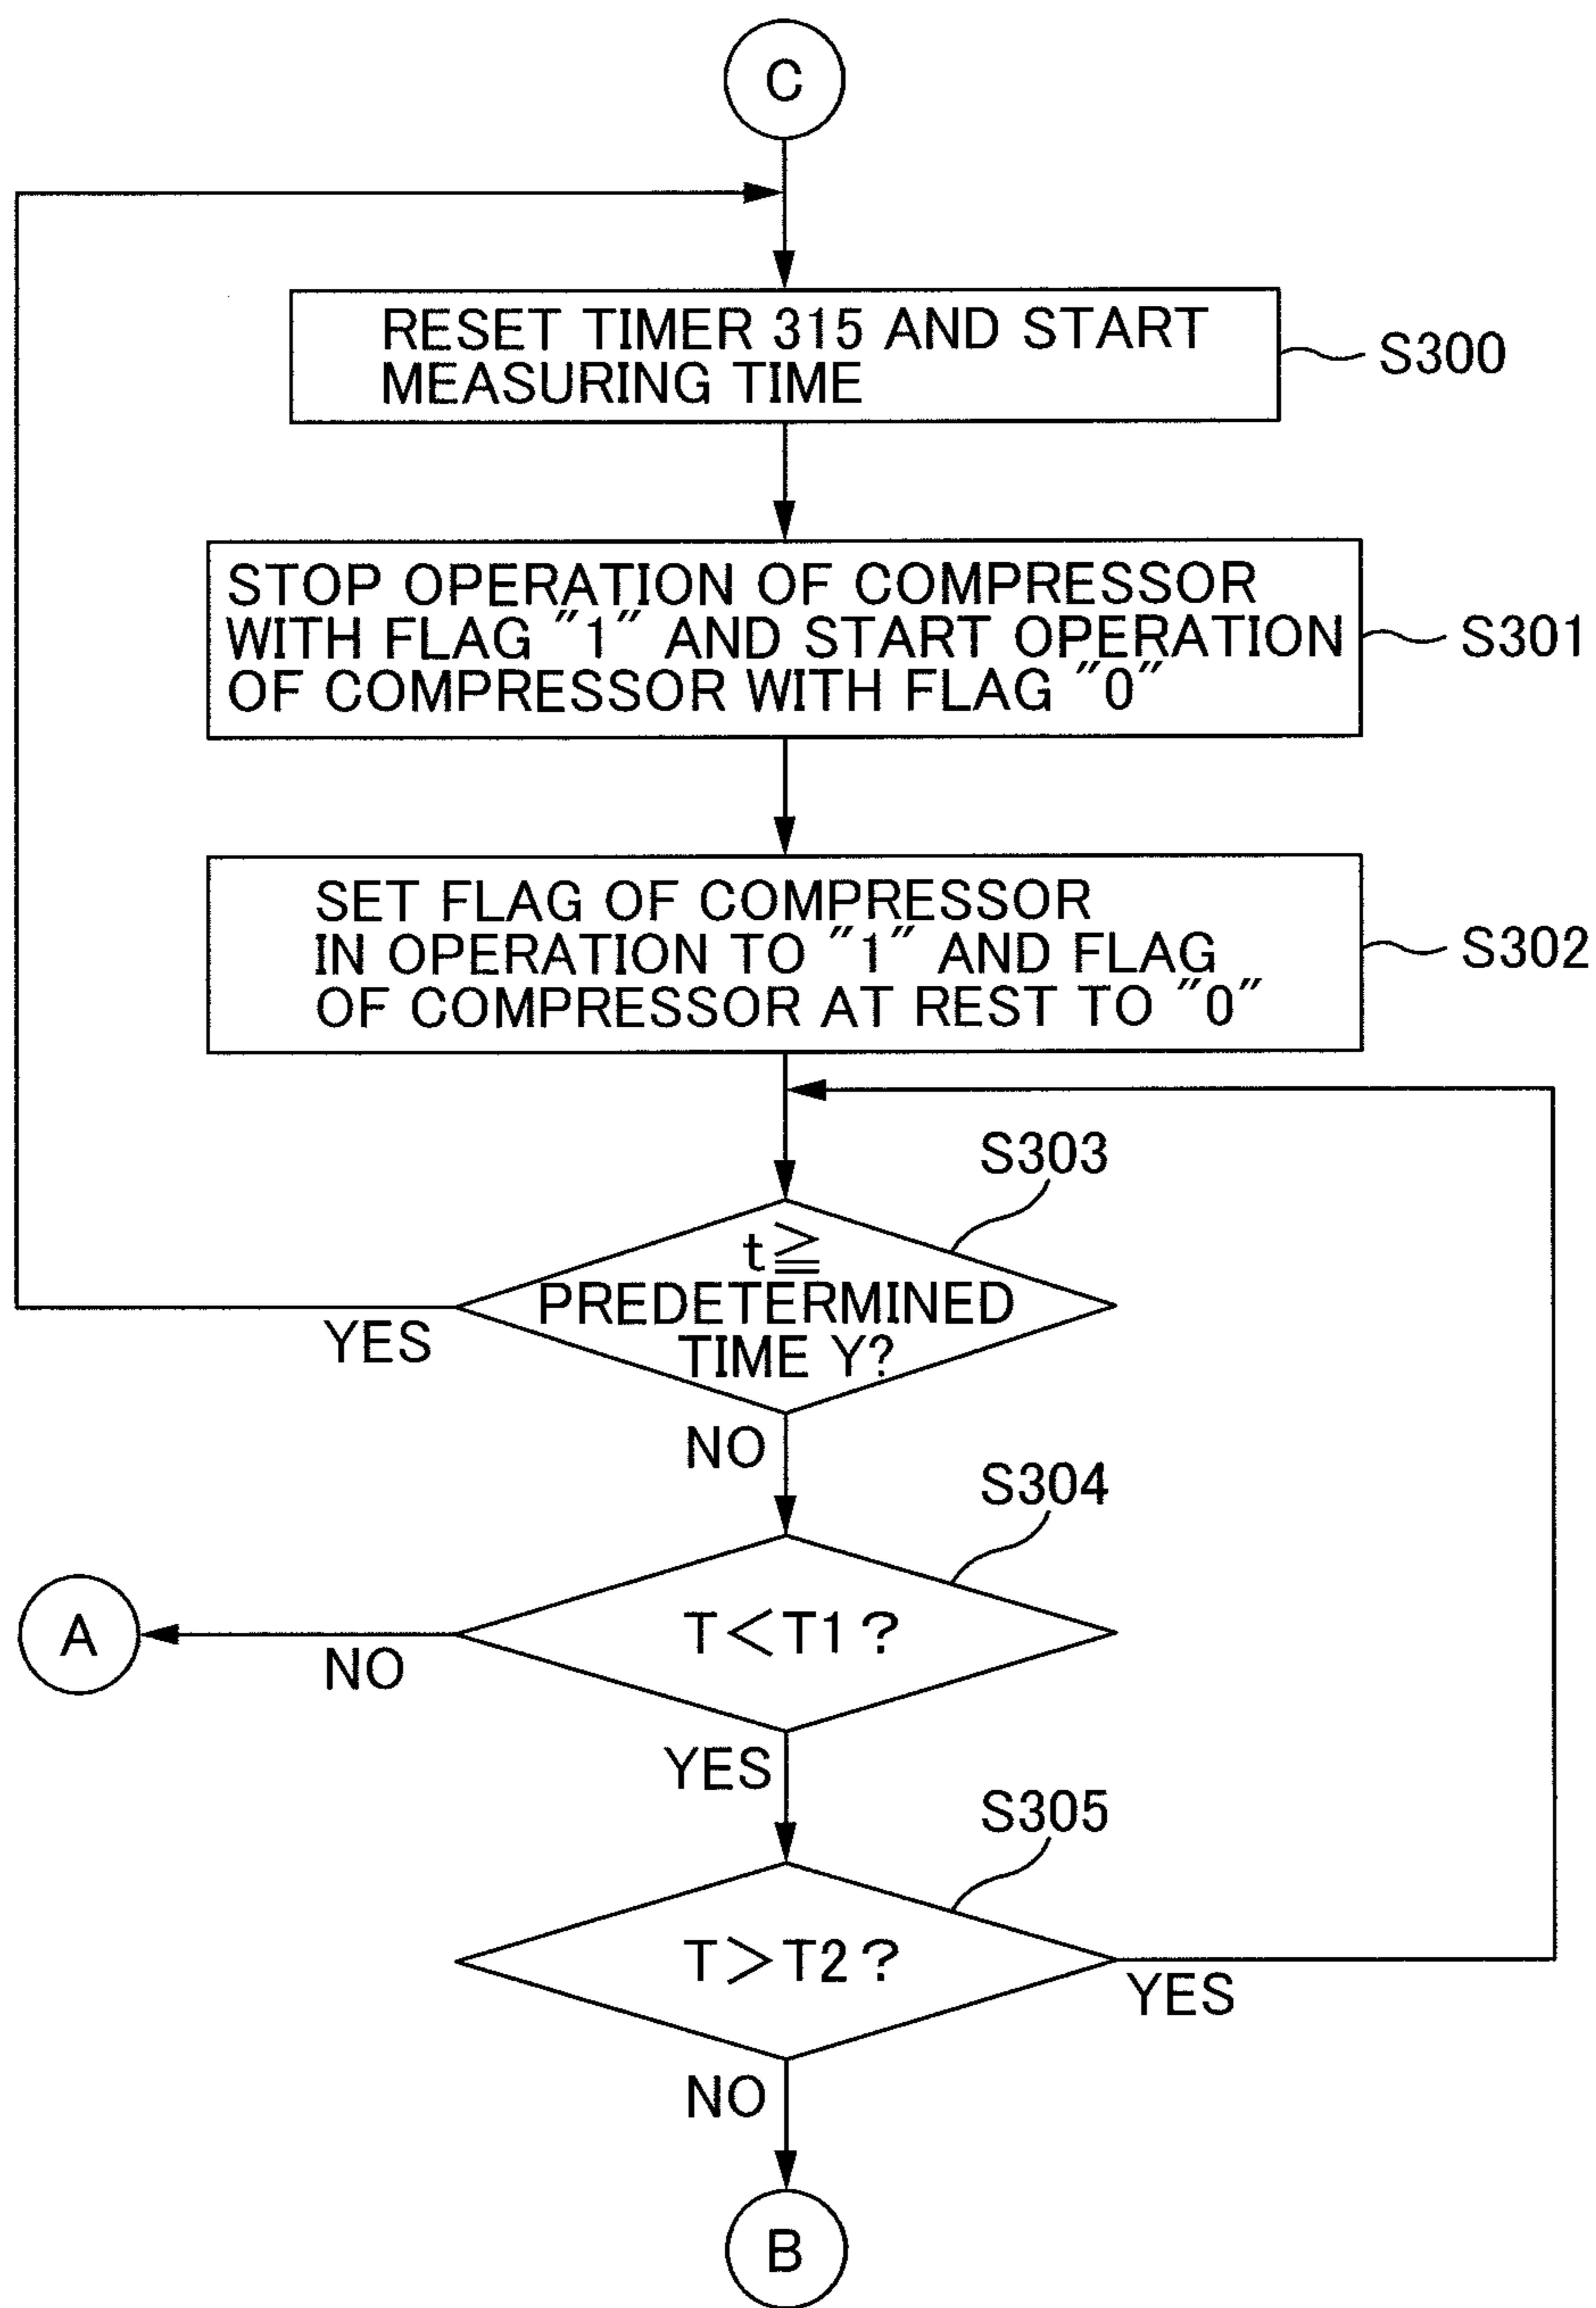 C
RESET TIMER 315 AND START
MEASURING TIME
S300
STOP OPERATION OF COMPRESSOR
WITH FLAG "1" AND START OPERATION
OF COMPRESSOR WITH FLAG "0"
S301
SET FLAG OF COMPRESSOR
IN OPERATION TO "1" AND FLAG
OF COMPRESSOR AT REST TO "0"
S302
S303
t≧
PREDETERMINED
TIME Y?
YES
NO
S304
T<T1?
A
NO
YES
S305
T>T2?
YES
NO
B